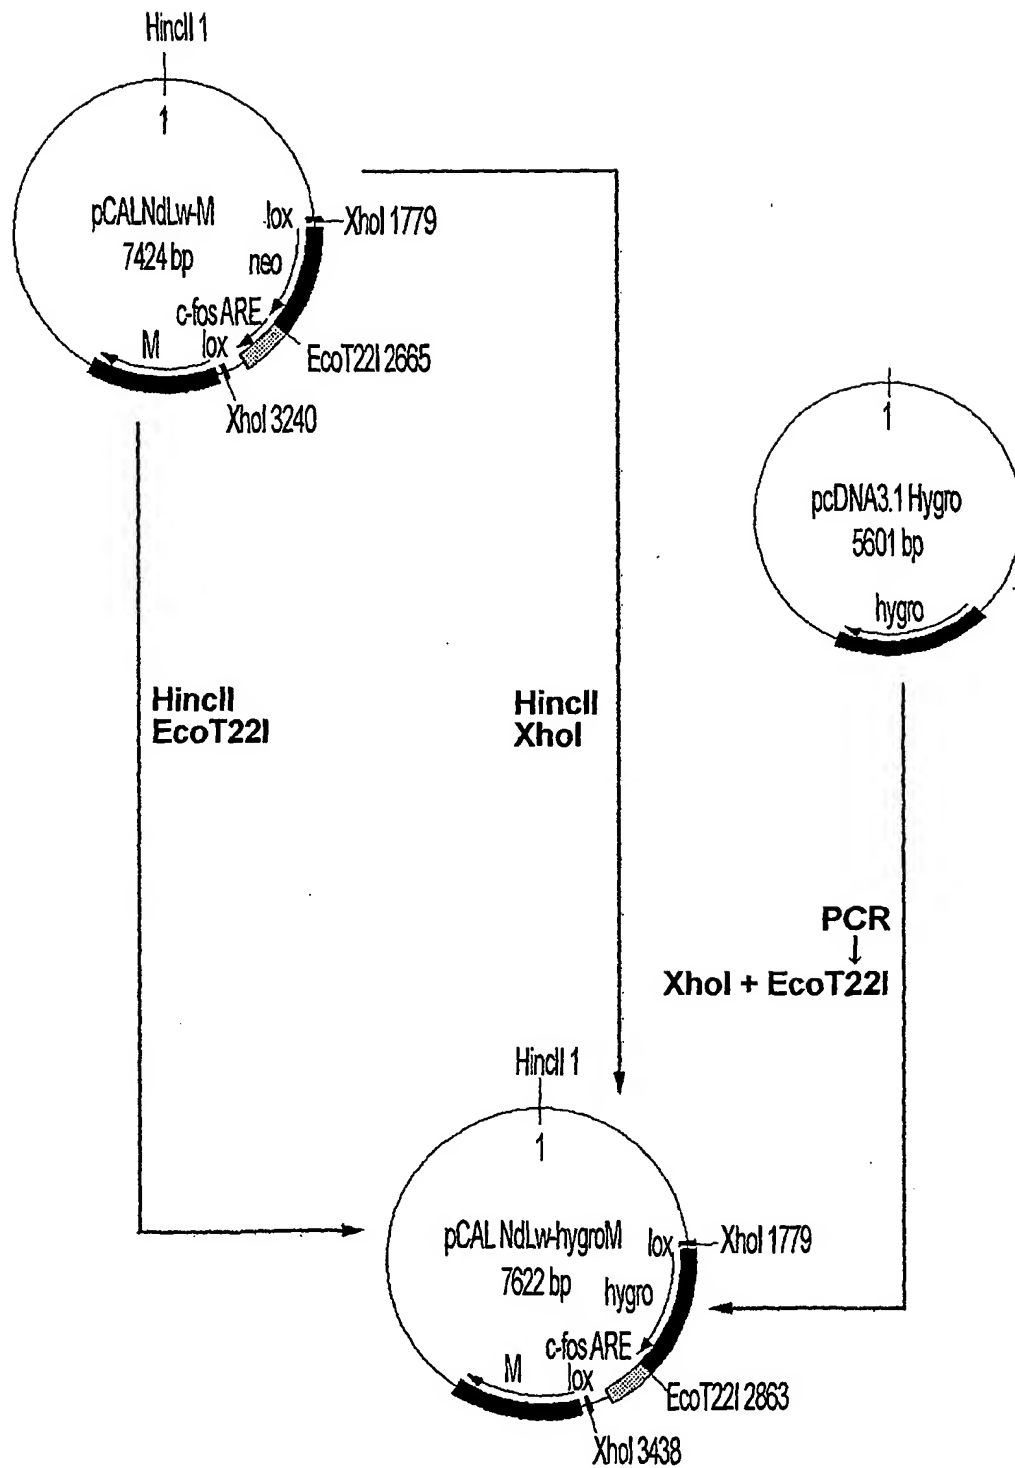 HincII 1
1
pCALNdLw-M
7424 bp
lox
XhoI 1779
neo
c-fos ARE
M
lox
EcoT22I 2665
XhoI 3240
1
pcDNA3.1 Hygro
5601 bp
hygro
HincII
EcoT22I
HincII
XhoI
PCR
↓
XhoI + EcoT22I
HincII 1
1
pCAL NdLw-hygroM
7622 bp
lox
XhoI 1779
hygro
c-fos ARE
M
lox
EcoT22I 2863
XhoI 3438